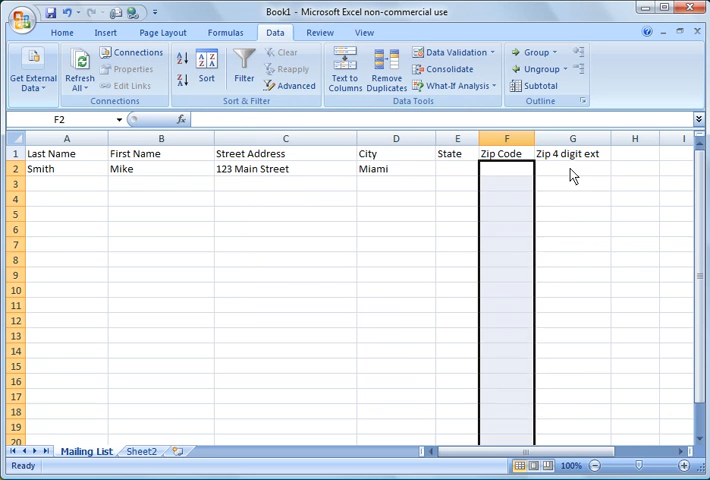 Book1 - Microsoft Excel non-commercial use
Home Insert Page Layout Formulas Data Review View
Get External Data
Refresh All
Connections
Properties
Edit Links
Connections
Sort
Filter
Clear
Reapply
Advanced
Sort & Filter
Text to Columns
Remove Duplicates
Data Validation
Consolidate
What-If Analysis
Data Tools
Group
Ungroup
Subtotal
Outline
F2 fx
A B C D E F G H I
1 Last Name First Name Street Address City State Zip Code Zip 4 digit ext
2 Smith Mike 123 Main Street Miami
3
4
5
6
7
8
9
10
11
12
13
14
15
16
17
18
19
20
Mailing List Sheet2
Ready 100%